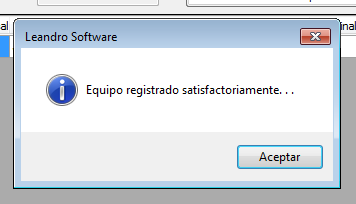 Leandro Software
Equipo registrado satisfactoriamente. . .
Aceptar